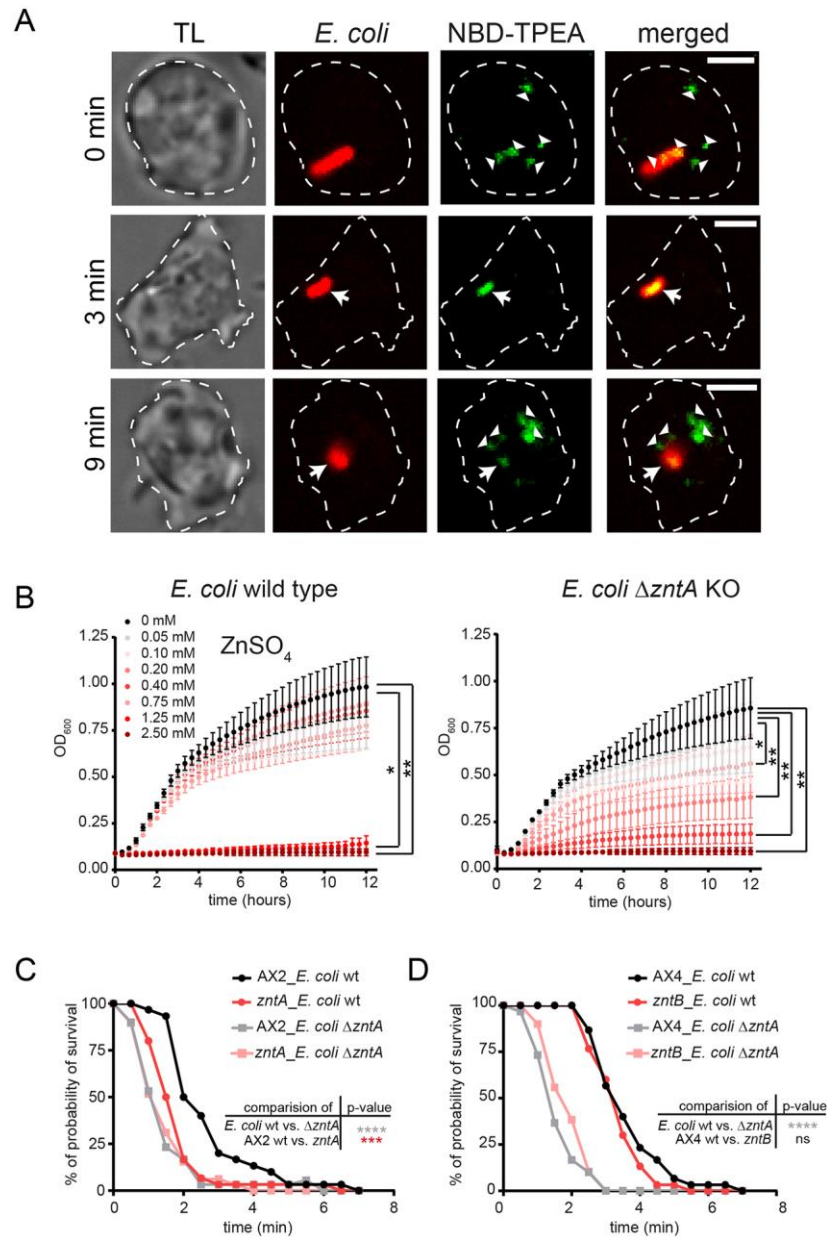 A
TL E. coli NBD-TPEA merged
0 min
3 min
9 min
B
E. coli wild type
E. coli ΔzntA KO
ZnSO4
0 mM
0.05 mM
0.10 mM
0.20 mM
0.40 mM
0.75 mM
1.25 mM
2.50 mM
OD600
1.25
1.00
0.75
0.50
0.25
0.00
0 2 4 6 8 10 12
time (hours)
*
**
OD600
1.25
1.00
0.75
0.50
0.25
0.00
0 2 4 6 8 10 12
time (hours)
*
**
**
**
C
AX2_E. coli wt
zntA_E. coli wt
AX2_E. coli ΔzntA
zntA_E. coli ΔzntA
comparision of p-value
E. coli wt vs. ΔzntA ****
AX2 wt vs. zntA ***
% of probability of survival
100
75
50
25
0
0 2 4 6 8
time (min)
D
AX4_E. coli wt
zntB_E. coli wt
AX4_E. coli ΔzntA
zntB_E. coli ΔzntA
comparision of p-value
E. coli wt vs. ΔzntA ****
AX4 wt vs. zntB ns
% of probability of survival
100
75
50
25
0
0 2 4 6 8
time (min)